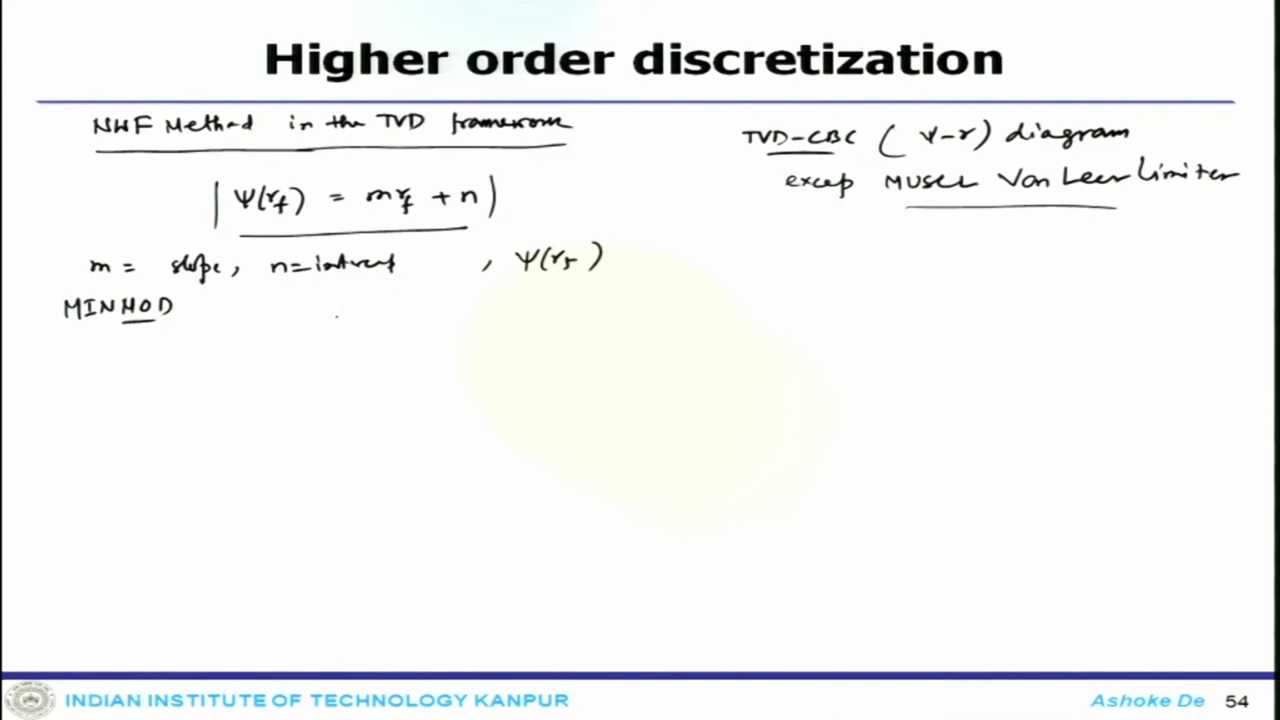 Higher order discretization
NWF Method in the TVD framework
Ψ(r_f) = m r_f + n
m = slope, n = intercept , Ψ(r_f)
MINMOD
TVD-CBC (Ψ-r) diagram
excep MUSCL Van Leer Limiter
INDIAN INSTITUTE OF TECHNOLOGY KANPUR
Ashoke De 54